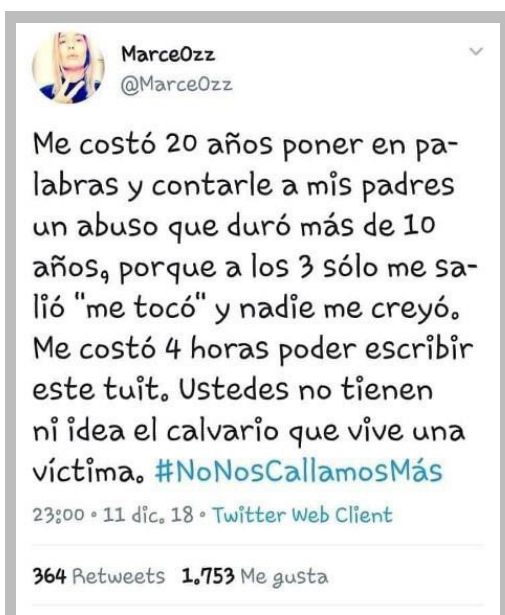 MarceOzz
@MarceOzz
Me costó 20 años poner en pa-
labras y contarle a mis padres
un abuso que duró más de 10
años, porque a los 3 sólo me sa-
lió "me tocó" y nadie me creyó.
Me costó 4 horas poder escribir
este tuit. Ustedes no tienen
ni idea el calvario que vive una
víctima. #NoNosCallamosMás
23:00 • 11 dic. 18 • Twitter Web Client
364 Retweets 1.753 Me gusta